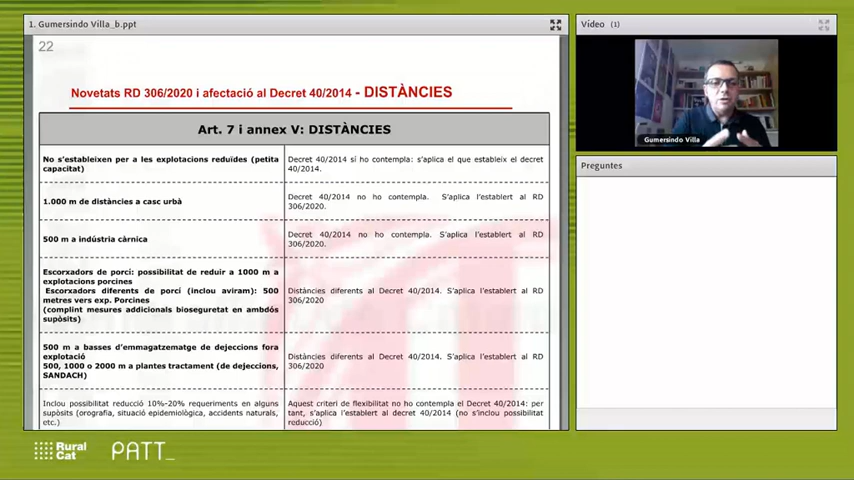 1. Gumersindo Villa_b.ppt
22
Novetats RD 306/2020 i afectació al Decret 40/2014 - DISTÀNCIES
Art. 7 i annex V: DISTÀNCIES
No s'estableixen per a les explotacions reduïdes (petita
capacitat)
Decret 40/2014 sí ho contempla: s'aplica el que estableix el decret
40/2014.
1.000 m de distàncies a casc urbà
Decret 40/2014 no ho contempla. S'aplica l'establert al RD
306/2020.
500 m a indústria càrnica
Decret 40/2014 no ho contempla. S'aplica l'establert al RD
306/2020.
Escorxadors de porcí: possibilitat de reduir a 1000 m a
explotacions porcines
Escorxadors diferents de porcí (inclou aviram): 500
metres vers exp. Porcines
(complint mesures addicionals bioseguretat en ambdós
supòsits)
Distàncies diferents al Decret 40/2014. S'aplica l'establert al RD
306/2020
500 m a basses d'emmagatzematge de dejeccions fora
explotació
500, 1000 o 2000 m a plantes tractament (de dejeccions,
SANDACH)
Distàncies diferents al Decret 40/2014. S'aplica l'establert al RD
306/2020
Inclou possibilitat reducció 10%-20% requeriments en alguns
supòsits (orografia, situació epidemiològica, accidents naturals,
etc.)
Aquest criteri de flexibilitat no ho contempla el Decret 40/2014: per
tant, s'aplica l'establert al decret 40/2014 (no s'inclou possibilitat
reducció)
Vídeo (1)
Gumersindo Villa
Preguntes
Rural
Cat
PATT_